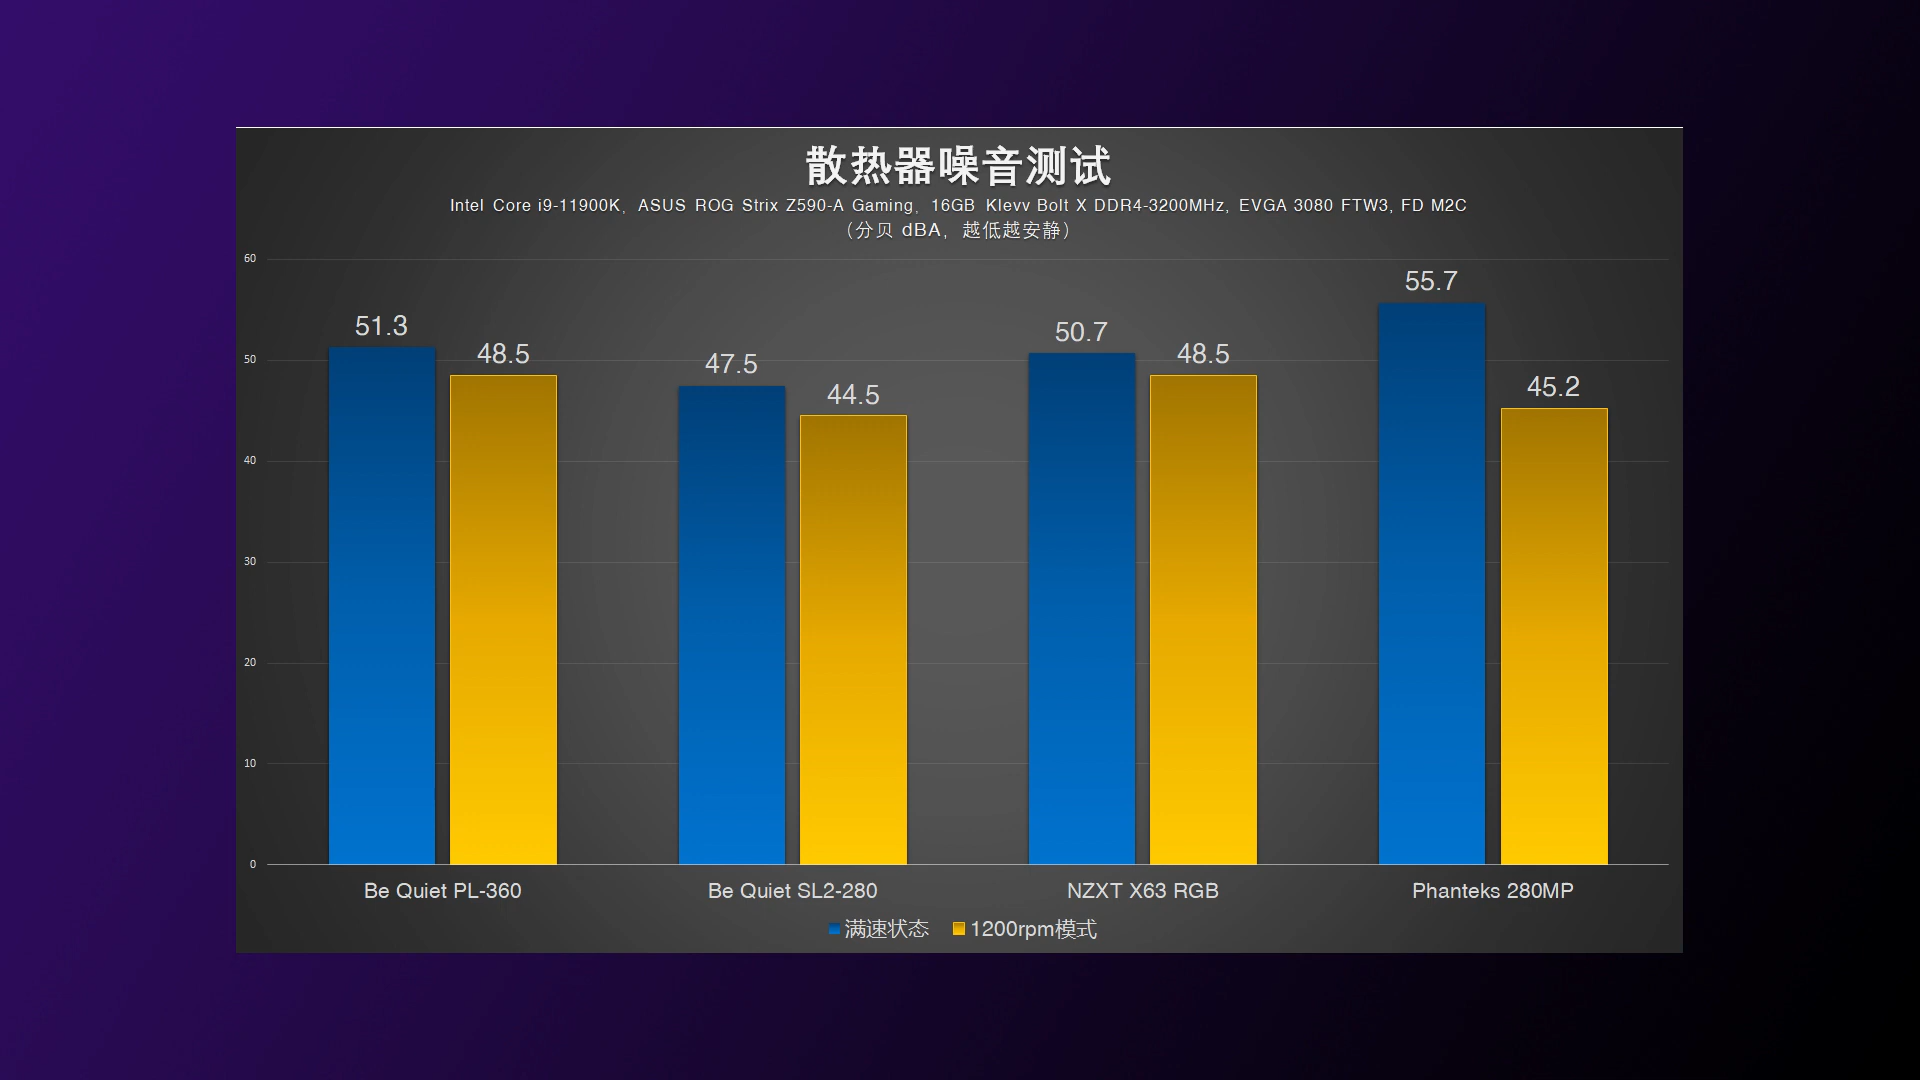 散热器噪音测试
Intel Core i9-11900K, ASUS ROG Strix Z590-A Gaming, 16GB Klevv Bolt X DDR4-3200MHz, EVGA 3080 FTW3, FD M2C
（分贝 dBA，越低越安静）
60
50
40
30
20
10
0
51.3
48.5
47.5
44.5
50.7
48.5
55.7
45.2
Be Quiet PL-360
Be Quiet SL2-280
NZXT X63 RGB
Phanteks 280MP
满速状态
1200rpm模式